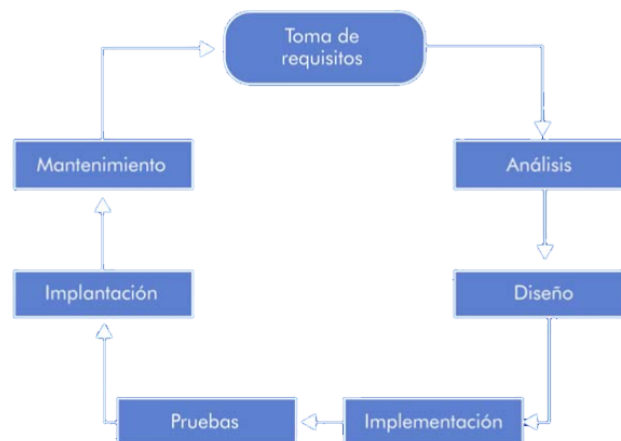 Toma de
requisitos
Mantenimiento
Análisis
Implantación
Diseño
Pruebas
Implementación